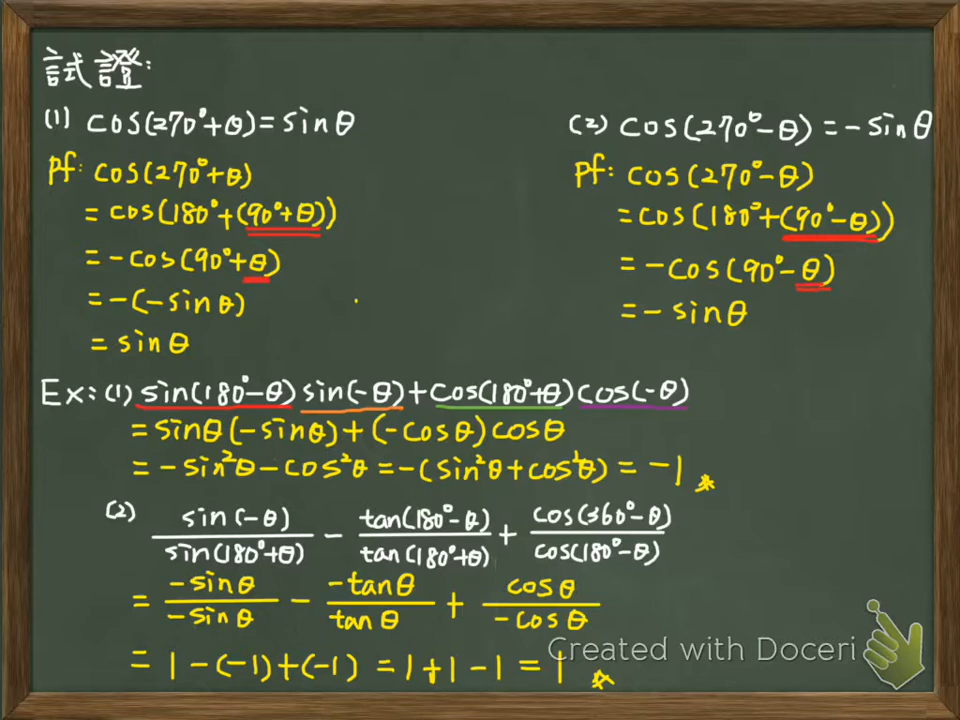 試證:
(1) cos(270°+θ)=sinθ
pf: cos(270°+θ)
= cos(180°+(90°+θ))
= -cos(90°+θ)
= -(-sinθ)
= sinθ
(2) cos(270°-θ)=-sinθ
pf: cos(270°-θ)
= cos(180°+(90°-θ))
= -cos(90°-θ)
= -sinθ
Ex: (1) sin(180°-θ) sin(-θ)+cos(180°+θ)cos(-θ)
= sinθ(-sinθ)+(-cosθ)cosθ
= -sin²θ-cos²θ = -(sin²θ+cos²θ) = -1
(2) sin(-θ)/sin(180°+θ) - tan(180°-θ)/tan(180°+θ) + cos(360°-θ)/cos(180°-θ)
= -sinθ/-sinθ - -tanθ/tanθ + cosθ/-cosθ
= 1-(-1)+(-1) = 1+1-1 = 1
Created with Doceri